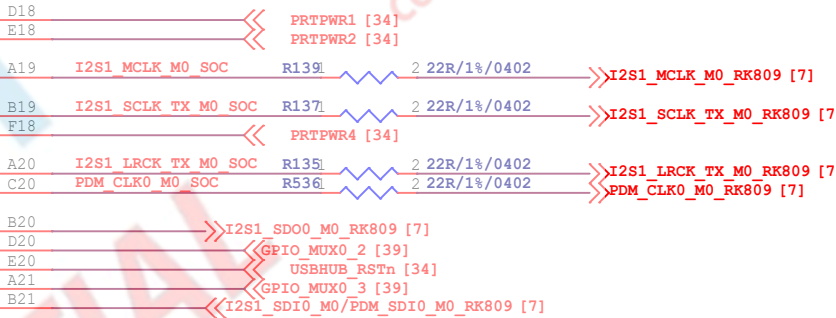 D18 PRTPWR1 [34]
E18 PRTPWR2 [34]
A19 I2S1_MCLK_M0_SOC R139 1 2 22R/1%/0402 I2S1_MCLK_M0_RK809 [7]
B19 I2S1_SCLK_TX_M0_SOC R137 1 2 22R/1%/0402 I2S1_SCLK_TX_M0_RK809 [7
F18 PRTPWR4 [34]
A20 I2S1_LRCK_TX_M0_SOC R135 1 2 22R/1%/0402 I2S1_LRCK_TX_M0_RK809 [7
C20 PDM_CLK0_M0_SOC R536 1 2 22R/1%/0402 PDM_CLK0_M0_RK809 [7]
B20 I2S1_SDO0_M0_RK809 [7]
D20 GPIO_MUX0_2 [39]
E20 USBHUB_RSTn [34]
A21 GPIO_MUX0_3 [39]
B21 I2S1_SDI0_M0/PDM_SDI0_M0_RK809 [7]